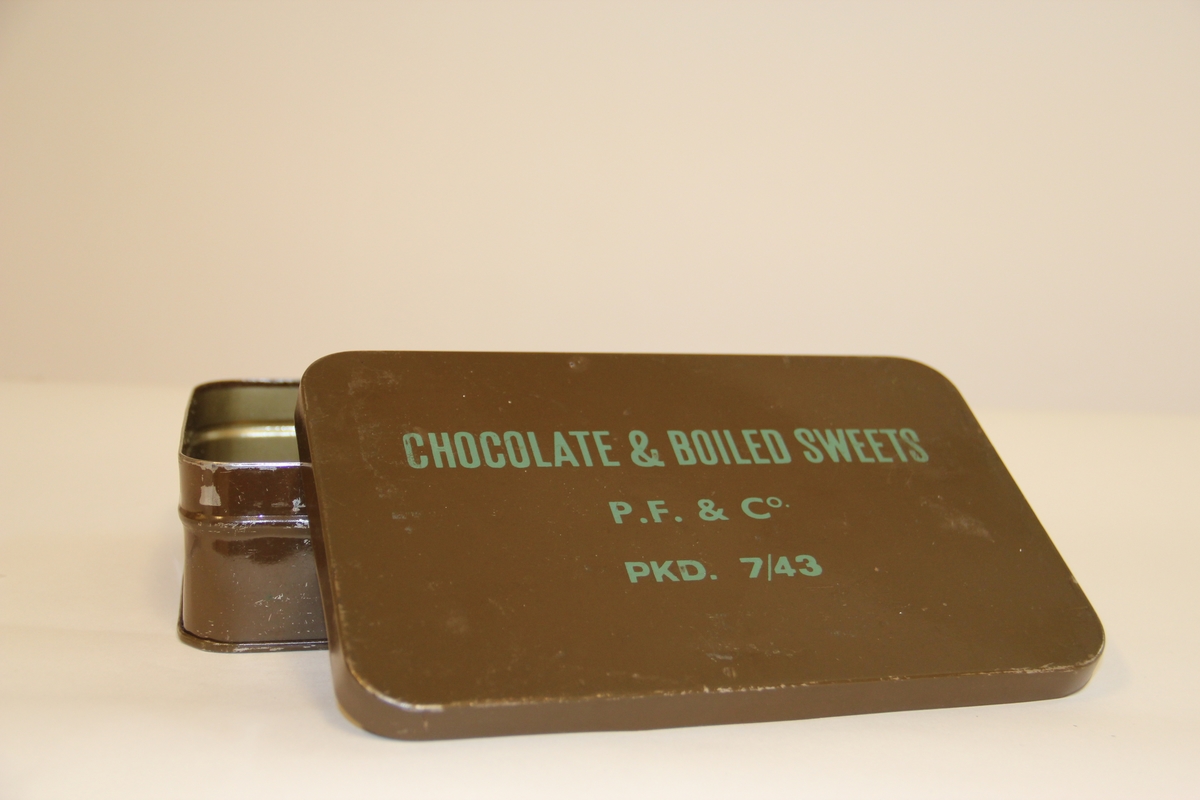 CHOCOLATE & BOILED SWEETS
P.F. & Co.
PKD. 7/43